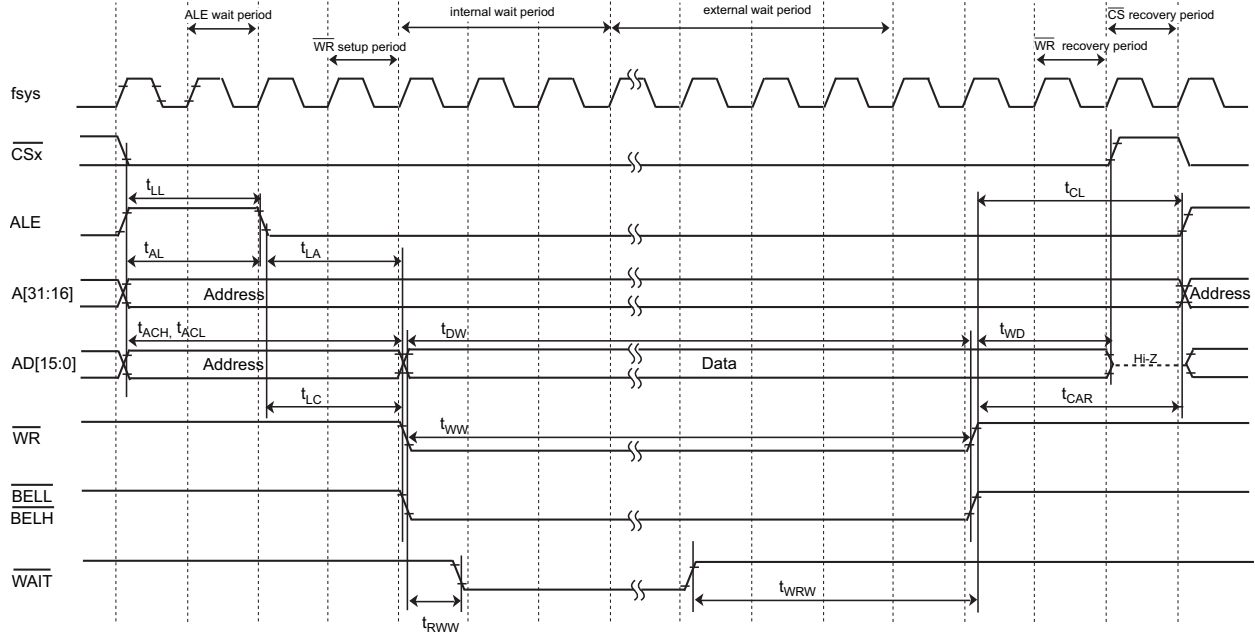 ALE wait period
internal wait period
external wait period
CS recovery period
WR setup period
WR recovery period
fsys
CSx
tLL
tCL
ALE
tAL
tLA
A[31:16]
Address
Address
tACH, tACL
tDW
tWD
AD[15:0]
Address
Data
Hi-Z
tLC
tCAR
WR
tWW
BELL
BELH
WAIT
tWRW
tRWW